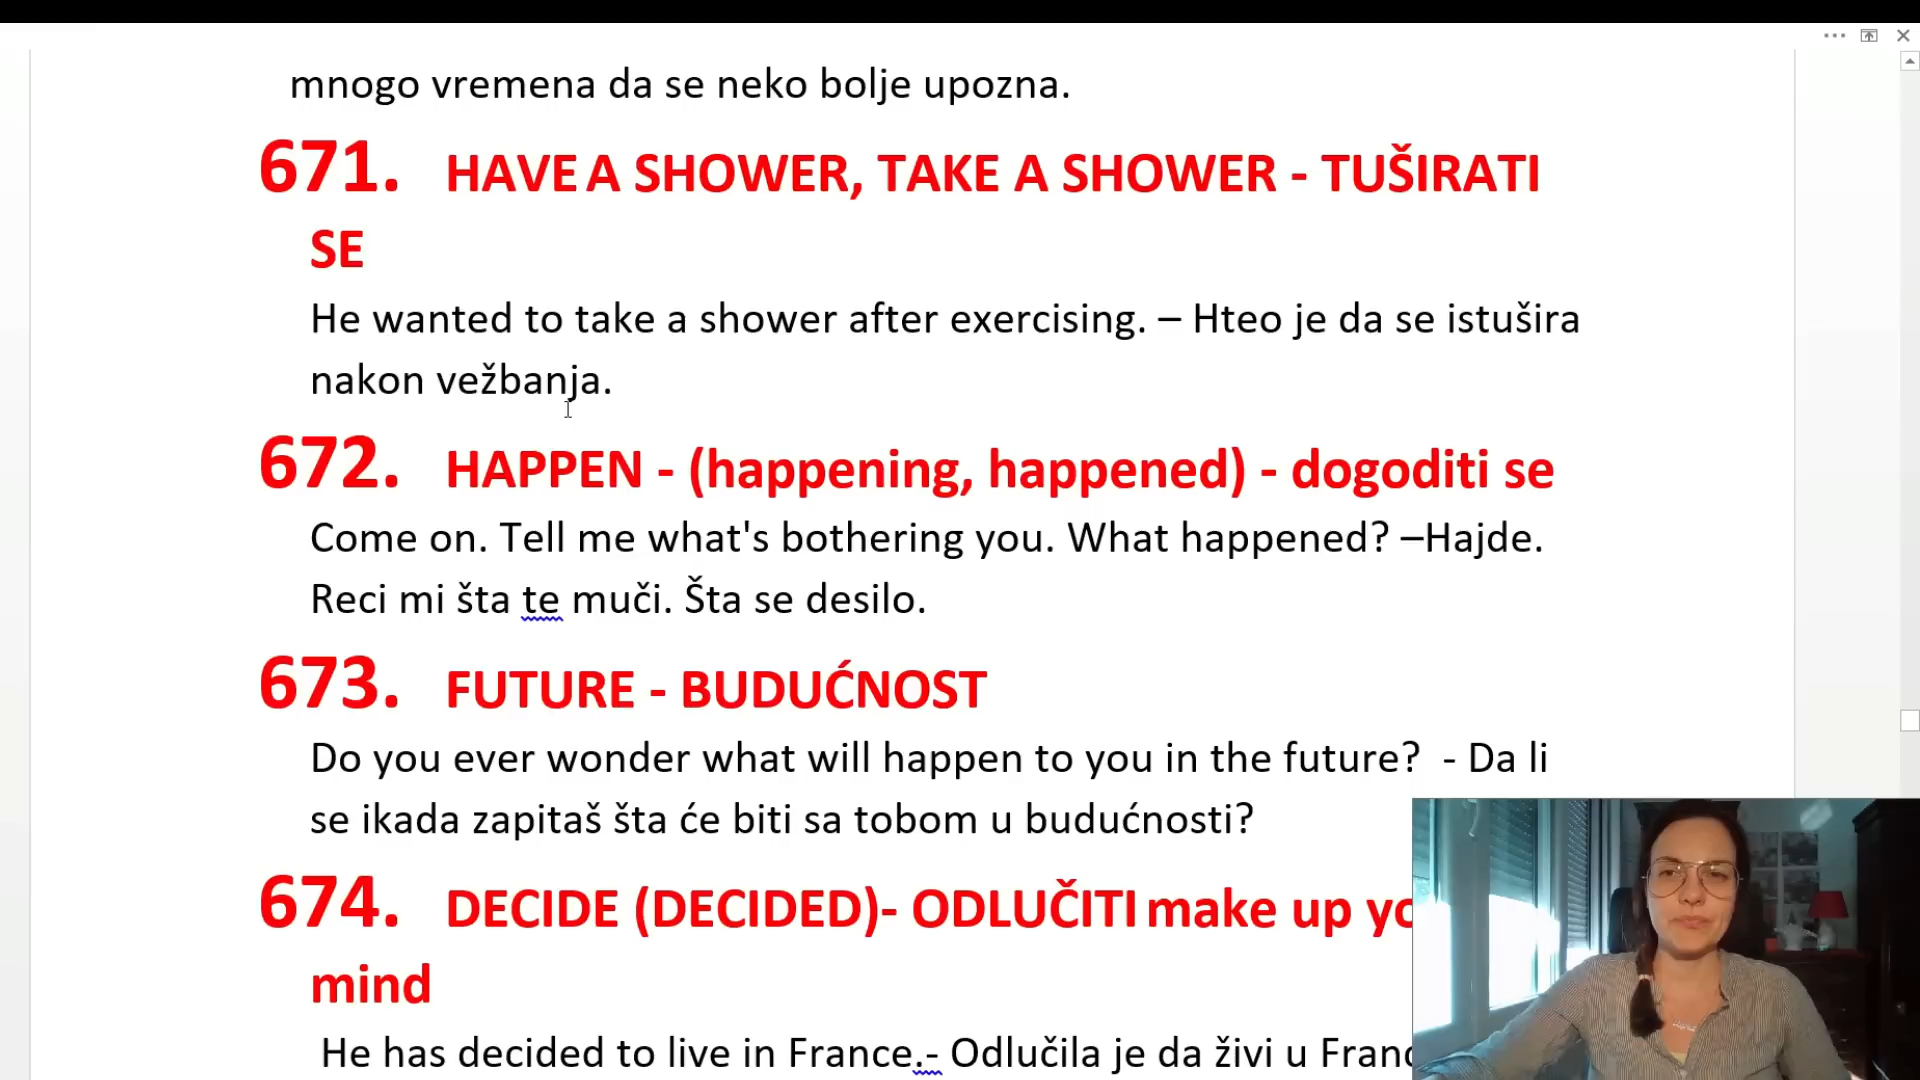 mnogo vremena da se neko bolje upozna.
671. HAVE A SHOWER, TAKE A SHOWER - TUŠIRATI
SE
He wanted to take a shower after exercising. – Hteo je da se istušira
nakon vežbanja.
672. HAPPEN - (happening, happened) - dogoditi se
Come on. Tell me what's bothering you. What happened? –Hajde.
Reci mi šta te muči. Šta se desilo.
673. FUTURE - BUDUĆNOST
Do you ever wonder what will happen to you in the future? - Da li
se ikada zapitaš šta će biti sa tobom u budućnosti?
674. DECIDE (DECIDED)- ODLUČITI make up
mind
He has decided to live in France.- Odlučila je da živi u